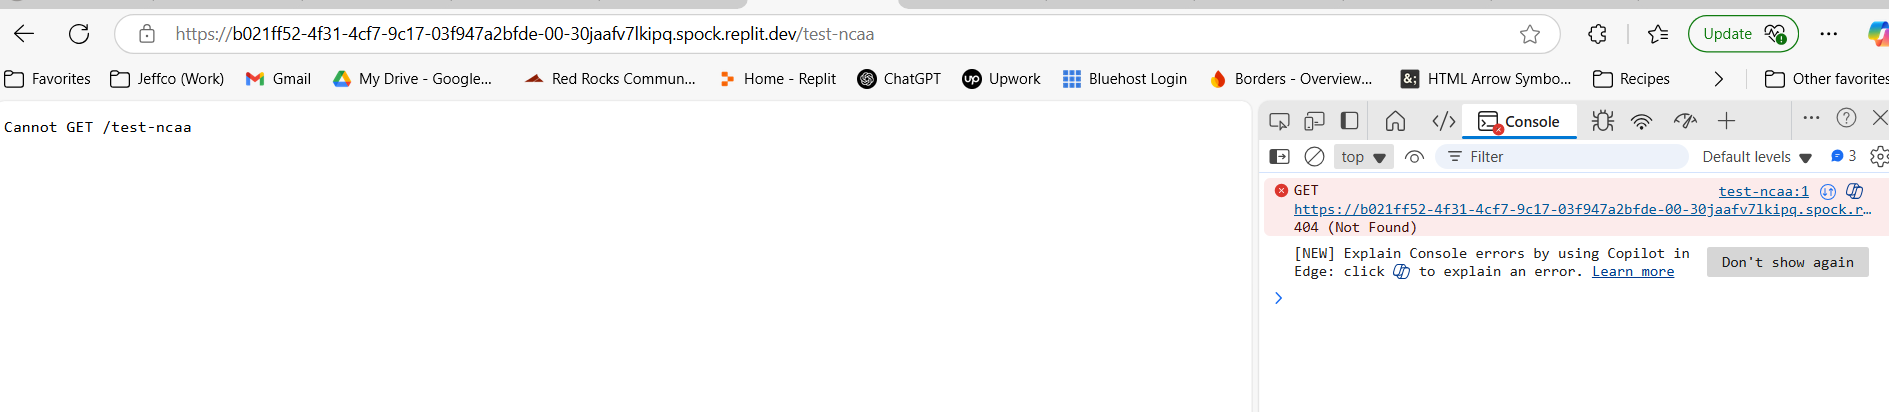 https://b021ff52-4f31-4cf7-9c17-03f947a2bfde-00-30jaafv7lkipq.spock.replit.dev/test-ncaa
Update
Favorites
Jeffco (Work)
Gmail
My Drive - Google...
Red Rocks Commun...
Home - Replit
ChatGPT
up
Upwork
Bluehost Login
Borders - Overview...
&;
HTML Arrow Symbo...
Recipes
Other favorites
Cannot GET /test-ncaa
Console
top
Filter
Default levels
3
GET
test-ncaa:1
https://b021ff52-4f31-4cf7-9c17-03f947a2bfde-00-30jaafv7lkipq.spock.r…
404 (Not Found)
[NEW] Explain Console errors by using Copilot in
Edge: click to explain an error. Learn more
Don't show again